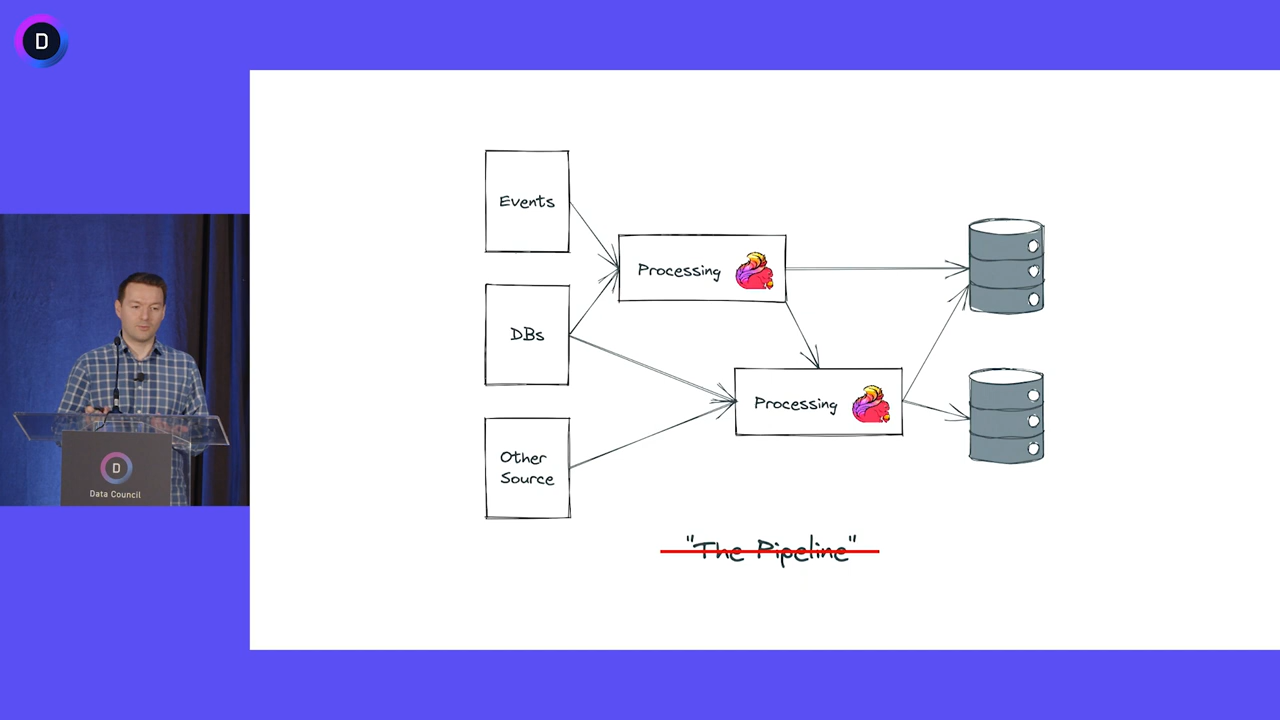 D
Events
Processing
DBs
Processing
Other
Source
"The Pipeline"
D
Data Council